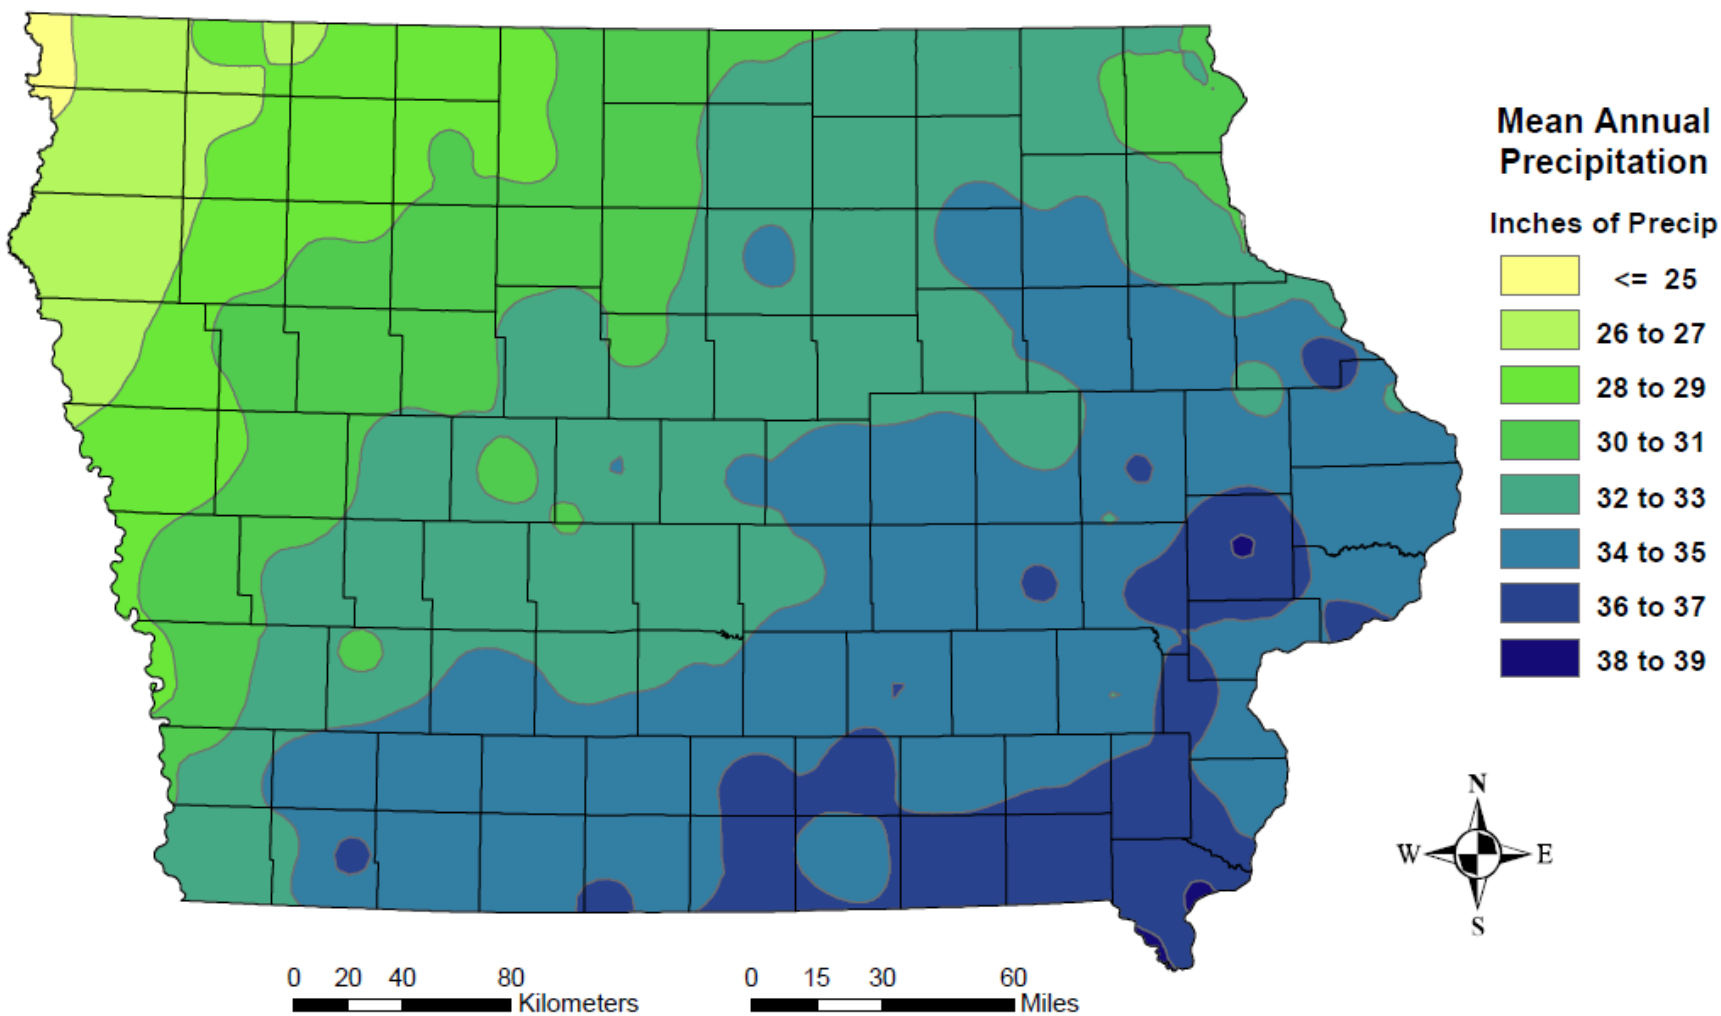 Mean Annual
Precipitation
Inches of Precip
<= 25
26 to 27
28 to 29
30 to 31
32 to 33
34 to 35
36 to 37
38 to 39
N
W E
S
0 20 40 80
Kilometers
0 15 30 60
Miles